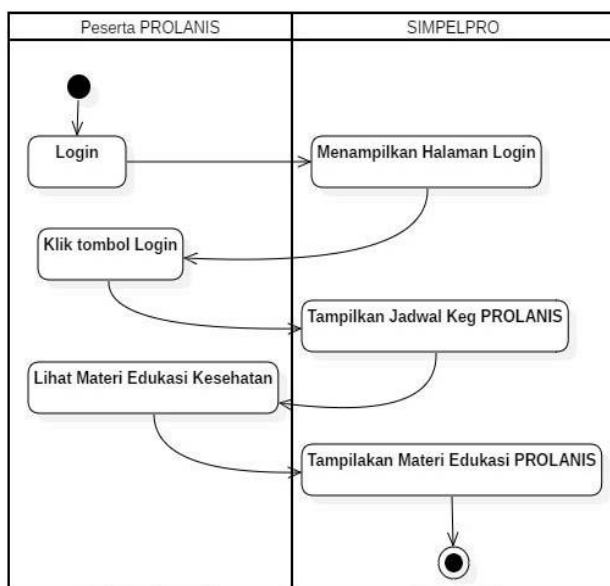 Peserta PROLANIS
SIMPELPRO
Login
Menampilkan Halaman Login
Klik tombol Login
Tampilkan Jadwal Keg PROLANIS
Lihat Materi Edukasi Kesehatan
Tampilakan Materi Edukasi PROLANIS